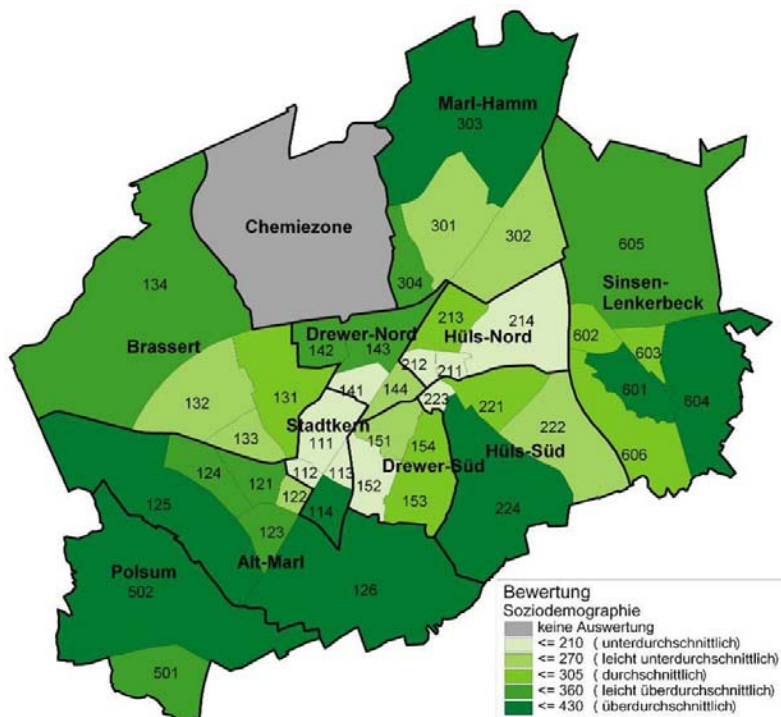 Marl-Hamm
303
Chemiezone
301
302
304
605
134
Sinsen-
Lenkerbeck
Drewer-Nord
213
214
Brassert
142
143
Hüls-Nord
602
603
212
211
131
141
144
223
601
604
132
Stadtkern
221
111
151
222
133
154
Hüls-Süd
606
124
112
113
Drewer-Süd
121
152
122
153
125
114
224
123
Alt-Marl
Polsum
502
126
501
Bewertung
Soziodemographie
keine Auswertung
<= 210 ( unterdurchschnittlich)
<= 270 ( leicht unterdurchschnittlich)
<= 305 ( durchschnittlich)
<= 360 ( leicht überdurchschnittlich)
<= 430 ( überdurchschnittlich)